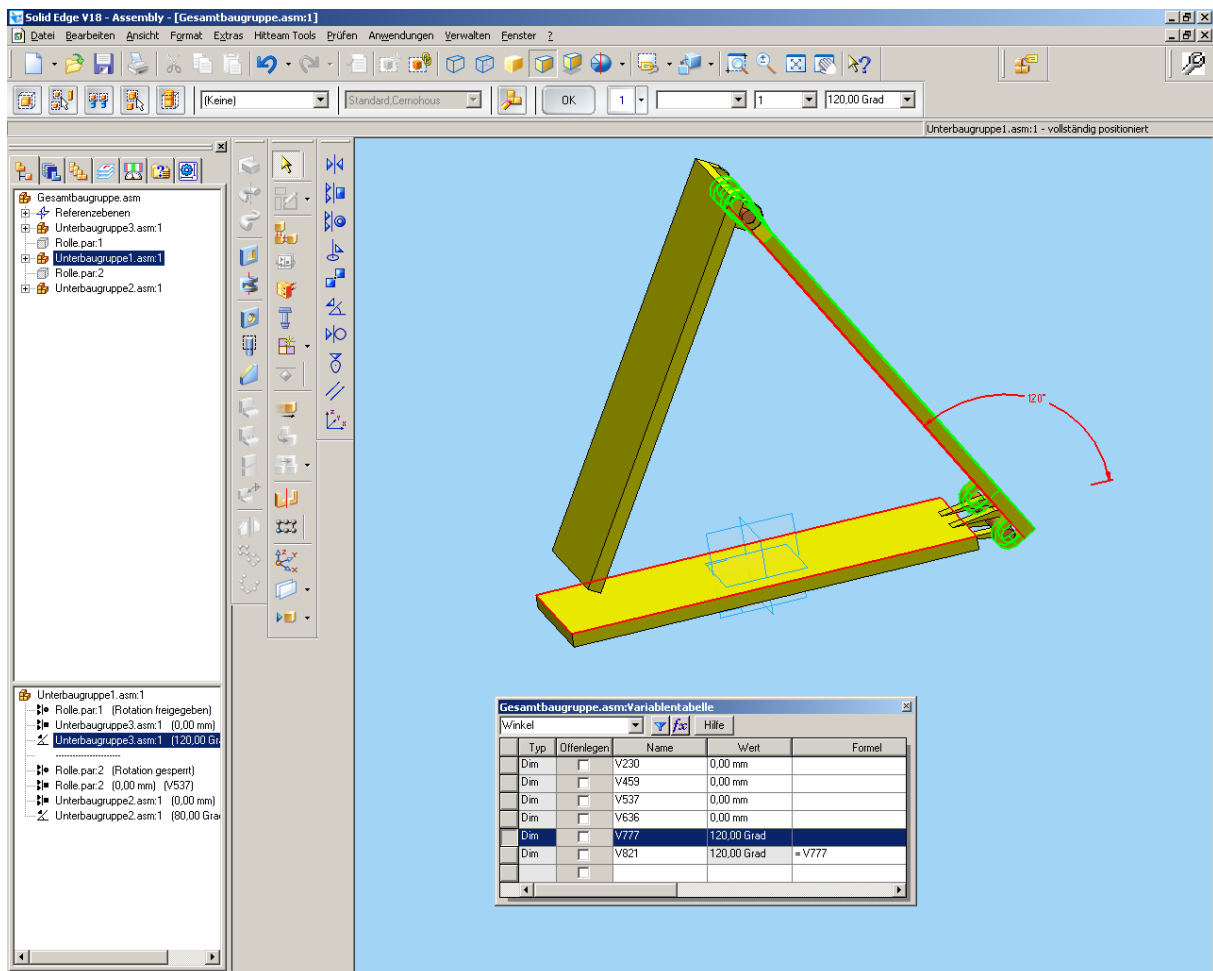 Solid Edge V18 - Assembly - [Gesamtbaugruppe.asm:1]
Datei Bearbeiten Ansicht Format Extras Hitteam Tools Prüfen Anwendungen Verwalten Fenster ?
(Keine) Standard,Cernohous OK 1 1 120,00 Grad
Unterbaugruppe1.asm:1 - vollständig positioniert
Gesamtbaugruppe.asm
Referenzebenen
Unterbaugruppe3.asm:1
Rolle.par:1
Unterbaugruppe1.asm:1
Rolle.par:2
Unterbaugruppe2.asm:1
120°
Unterbaugruppe1.asm:1
Rolle.par:1 (Rotation freigegeben)
Unterbaugruppe3.asm:1 (0,00 mm)
Unterbaugruppe3.asm:1 (120,00 Gra
--------------------
Rolle.par:2 (Rotation gesperrt)
Rolle.par:2 (0,00 mm) (V537)
Unterbaugruppe2.asm:1 (0,00 mm)
Unterbaugruppe2.asm:1 (80,00 Gra
Gesamtbaugruppe.asm:Variablentabelle
Winkel fx Hilfe
Typ Offenlegen Name Wert Formel
Dim V230 0,00 mm
Dim V459 0,00 mm
Dim V537 0,00 mm
Dim V636 0,00 mm
Dim V777 120,00 Grad
Dim V821 120,00 Grad = V777